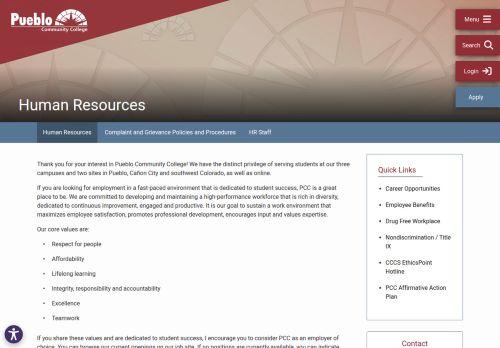 Pueblo
Community College
Menu
Search
Login
Apply
Human Resources
Human Resources
Complaint and Grievance Policies and Procedures
HR Staff
Thank you for your interest in Pueblo Community College! We have the distinct privilege of serving students at our three
campuses and two sites in Pueblo, Cañon City and southwest Colorado, as well as online.
If you are looking for employment in a fast-paced environment that is dedicated to student success, PCC is a great
place to be. We are committed to developing and maintaining a high-performance workforce that is rich in diversity,
dedicated to continuous improvement, engaged and productive. It is our goal to sustain a work environment that
maximizes employee satisfaction, promotes professional development, encourages input and values expertise.
Our core values are:
• Respect for people
• Affordability
• Lifelong learning
• Integrity, responsibility and accountability
• Excellence
• Teamwork
If you share these values and are dedicated to student success, I encourage you to consider PCC as an employer of
choice. You can browse our current openings on our job site. If no positions are currently available, you can indicate
Quick Links
• Career Opportunities
• Employee Benefits
• Drug Free Workplace
• Nondiscrimination / Title
IX
• CCCS EthicsPoint
Hotline
• PCC Affirmative Action
Plan
Contact